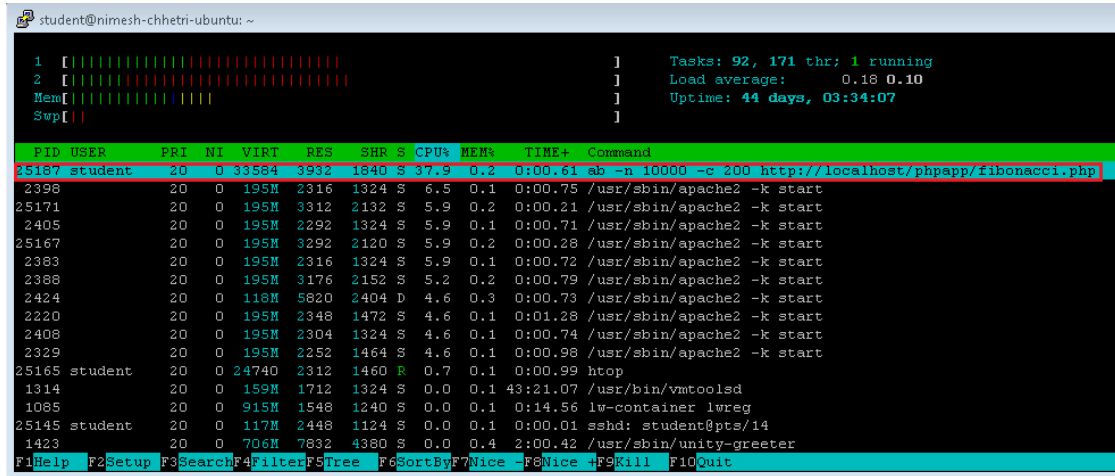 student@nimesh-chhetri-ubuntu: ~
1 [||||||||||||||||||||||||||||||||| ] Tasks: 92, 171 thr; 1 running
2 [|||||||||||||||||||||||||||||||||| ] Load average: 0.18 0.10
Mem[|||||||||||||||||| ] Uptime: 44 days, 03:34:07
Swp[|| ]
PID USER PRI NI VIRT RES SHR S CPU% MEM% TIME+ Command
25187 student 20 0 33584 3932 1840 S 37.9 0.2 0:00.61 ab -n 10000 -c 200 http://localhost/phpapp/fibonacci.php
2398 20 0 195M 2316 1324 S 6.5 0.1 0:00.75 /usr/sbin/apache2 -k start
25171 20 0 195M 3312 2132 S 5.9 0.2 0:00.21 /usr/sbin/apache2 -k start
2405 20 0 195M 2292 1324 S 5.9 0.1 0:00.71 /usr/sbin/apache2 -k start
25167 20 0 195M 3292 2120 S 5.9 0.2 0:00.28 /usr/sbin/apache2 -k start
2383 20 0 195M 2316 1324 S 5.9 0.1 0:00.72 /usr/sbin/apache2 -k start
2388 20 0 195M 3176 2152 S 5.2 0.2 0:00.79 /usr/sbin/apache2 -k start
2424 20 0 118M 5820 2404 D 4.6 0.3 0:00.73 /usr/sbin/apache2 -k start
2220 20 0 195M 2348 1472 S 4.6 0.1 0:01.28 /usr/sbin/apache2 -k start
2408 20 0 195M 2304 1324 S 4.6 0.1 0:00.74 /usr/sbin/apache2 -k start
2329 20 0 195M 2252 1464 S 4.6 0.1 0:00.98 /usr/sbin/apache2 -k start
25165 student 20 0 24740 2312 1460 R 0.7 0.1 0:00.99 htop
1314 20 0 159M 1712 1324 S 0.0 0.1 43:21.07 /usr/bin/vmtoolsd
1085 20 0 915M 1548 1240 S 0.0 0.1 0:14.56 lw-container lwreg
25145 student 20 0 117M 2448 1124 S 0.0 0.1 0:00.01 sshd: student@pts/14
1423 20 0 706M 7832 4380 S 0.0 0.4 2:00.42 /usr/sbin/unity-greeter
F1Help F2Setup F3SearchF4FilterF5Tree F6SortByF7Nice -F8Nice +F9Kill F10Quit